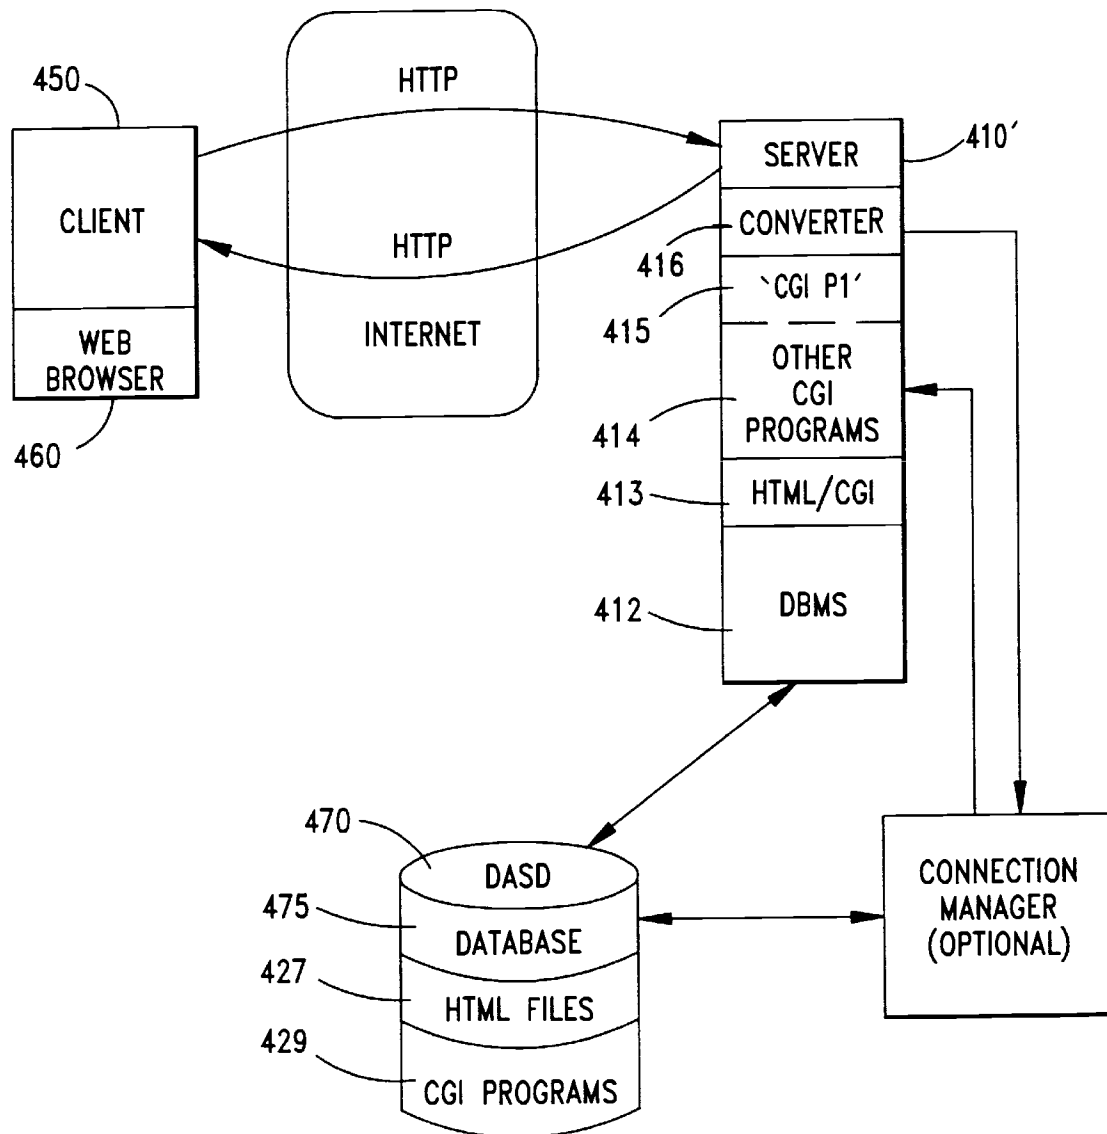 HTTP
450
SERVER
410′
CLIENT
CONVERTER
HTTP
416
`CGI P1′
415
INTERNET
WEB
BROWSER
OTHER
CGI
PROGRAMS
414
460
413
HTML/CGI
412
DBMS
470
DASD
CONNECTION
MANAGER
(OPTIONAL)
475
DATABASE
427
HTML FILES
429
CGI PROGRAMS